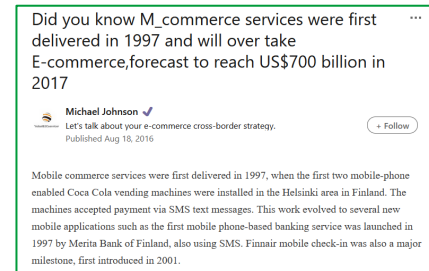 Did you know M_commerce services were first
delivered in 1997 and will over take
E-commerce,forecast to reach US$700 billion in
2017
Michael Johnson
Let's talk about your e-commerce cross-border strategy.
+ Follow
Published Aug 18, 2016
Mobile commerce services were first delivered in 1997, when the first two mobile-phone
enabled Coca Cola vending machines were installed in the Helsinki area in Finland. The
machines accepted payment via SMS text messages. This work evolved to several new
mobile applications such as the first mobile phone-based banking service was launched in
1997 by Merita Bank of Finland, also using SMS. Finnair mobile check-in was also a major
milestone, first introduced in 2001.